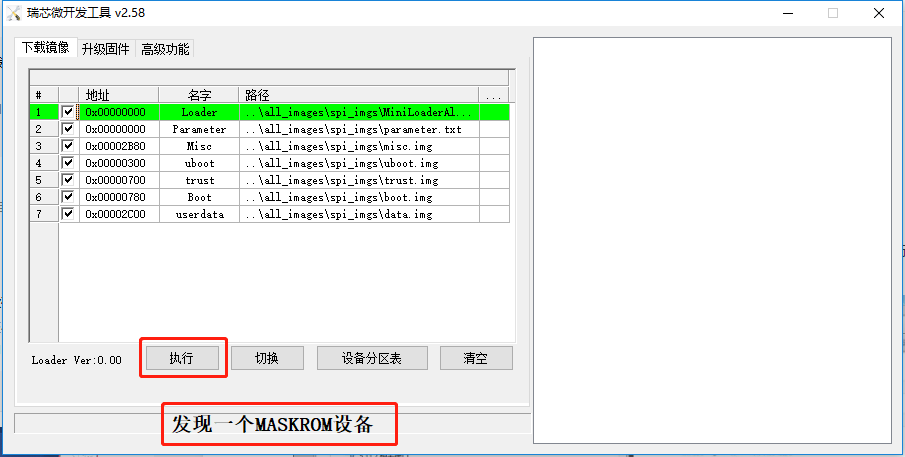 瑞芯微开发工具 v2.58
下载镜像 升级固件 高级功能
# 地址 名字 路径 ...
1 0x00000000 Loader ..\all_images\spi_imgs\MiniLoaderAl...
2 0x00000000 Parameter ..\all_images\spi_imgs\parameter.txt
3 0x00002B80 Misc ..\all_images\spi_imgs\misc.img
4 0x00000300 uboot ..\all_images\spi_imgs\uboot.img
5 0x00000700 trust ..\all_images\spi_imgs\trust.img
6 0x00000780 Boot ..\all_images\spi_imgs\boot.img
7 0x00002C00 userdata ..\all_images\spi_imgs\data.img
Loader Ver:0.00 执行 切换 设备分区表 清空
发现一个MASKROM设备